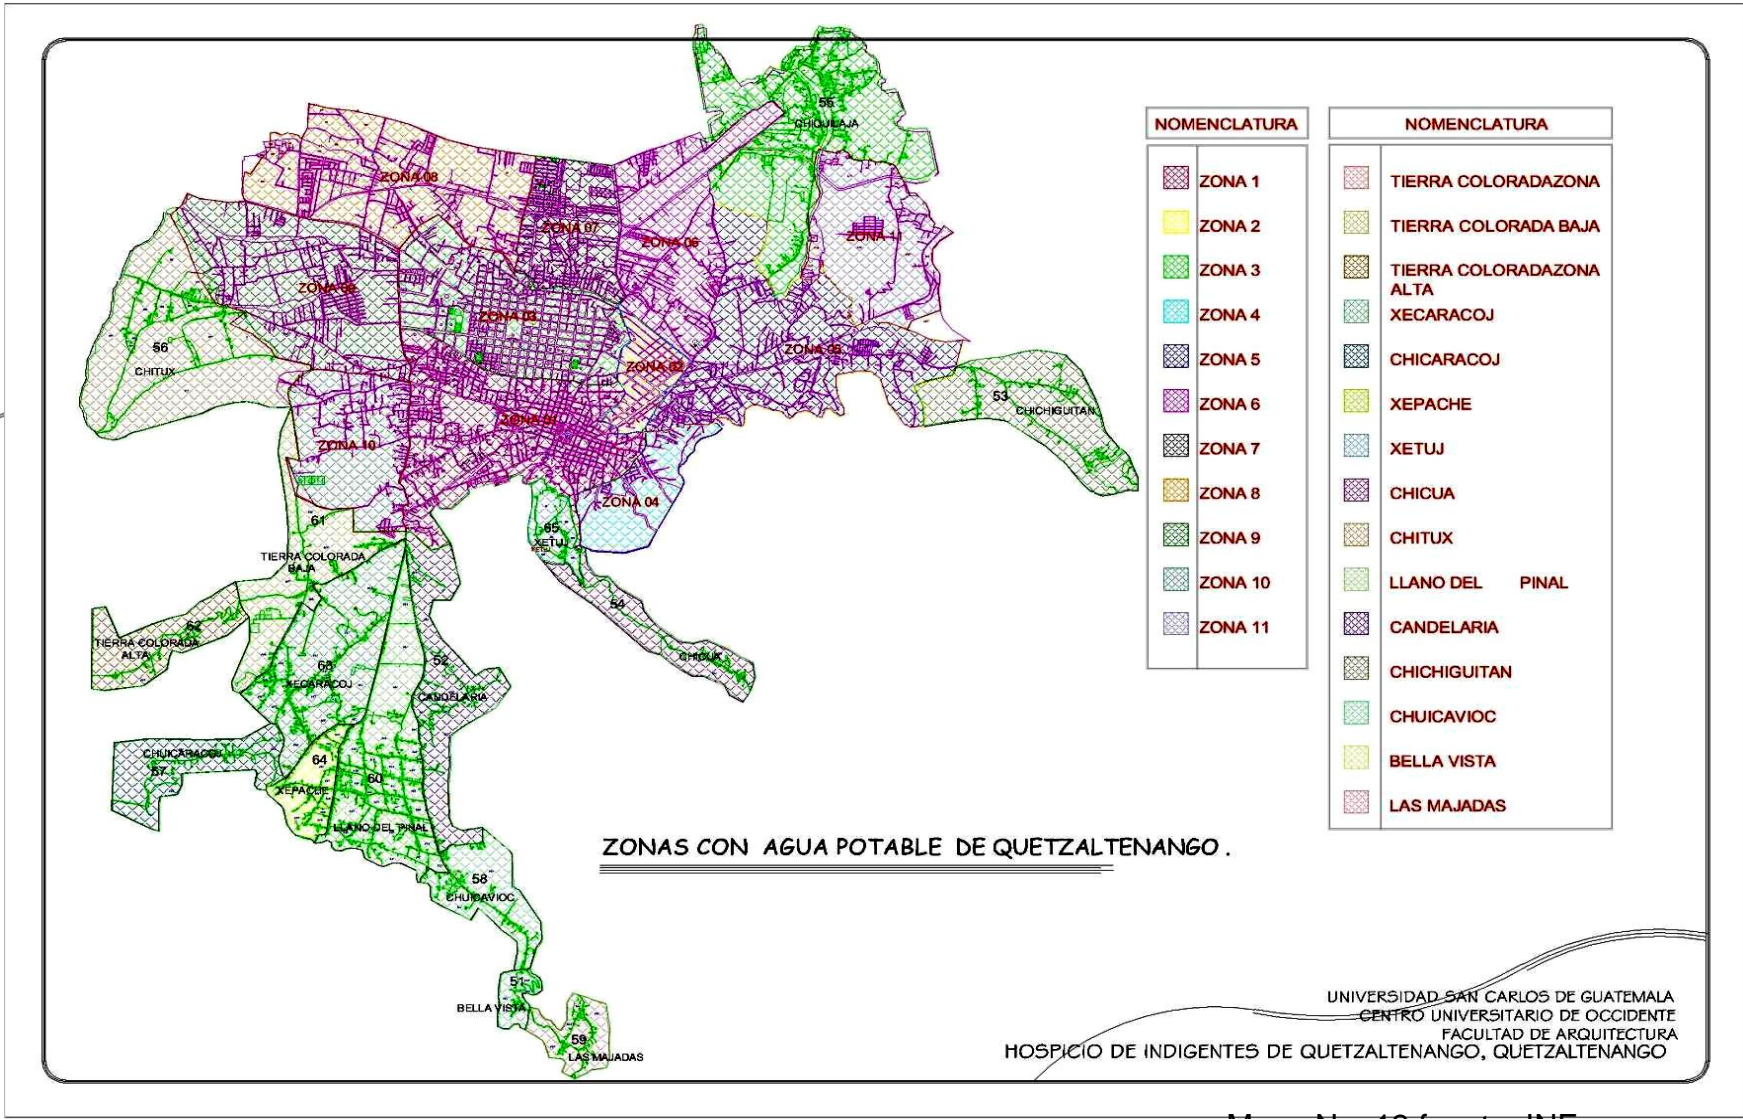 55
CHIQUILAJA
ZONA 08
ZONA 07
ZONA 06
ZONA 11
ZONA 09
ZONA 03
56
CHITUX
ZONA 02
ZONA 05
53
CHICHIGUITAN
ZONA 01
ZONA 10
ZONA 04
61
TIERRA COLORADA
BAJA
65
XETUJ
54
CHICUA
62
TIERRA COLORADA
ALTA
63
XECARACOJ
52
CANDELARIA
CHUICARACOJ
57
64
XEPACHE
60
LLANO DEL PINAL
58
CHUICAVIOC
51
BELLA VISTA
59
LAS MAJADAS
NOMENCLATURA
ZONA 1
ZONA 2
ZONA 3
ZONA 4
ZONA 5
ZONA 6
ZONA 7
ZONA 8
ZONA 9
ZONA 10
ZONA 11
NOMENCLATURA
TIERRA COLORADAZONA
TIERRA COLORADA BAJA
TIERRA COLORADAZONA
ALTA
XECARACOJ
CHICARACOJ
XEPACHE
XETUJ
CHICUA
CHITUX
LLANO DEL PINAL
CANDELARIA
CHICHIGUITAN
CHUICAVIOC
BELLA VISTA
LAS MAJADAS
ZONAS CON AGUA POTABLE DE QUETZALTENANGO .
UNIVERSIDAD SAN CARLOS DE GUATEMALA
CENTRO UNIVERSITARIO DE OCCIDENTE
FACULTAD DE ARQUITECTURA
HOSPICIO DE INDIGENTES DE QUETZALTENANGO, QUETZALTENANGO